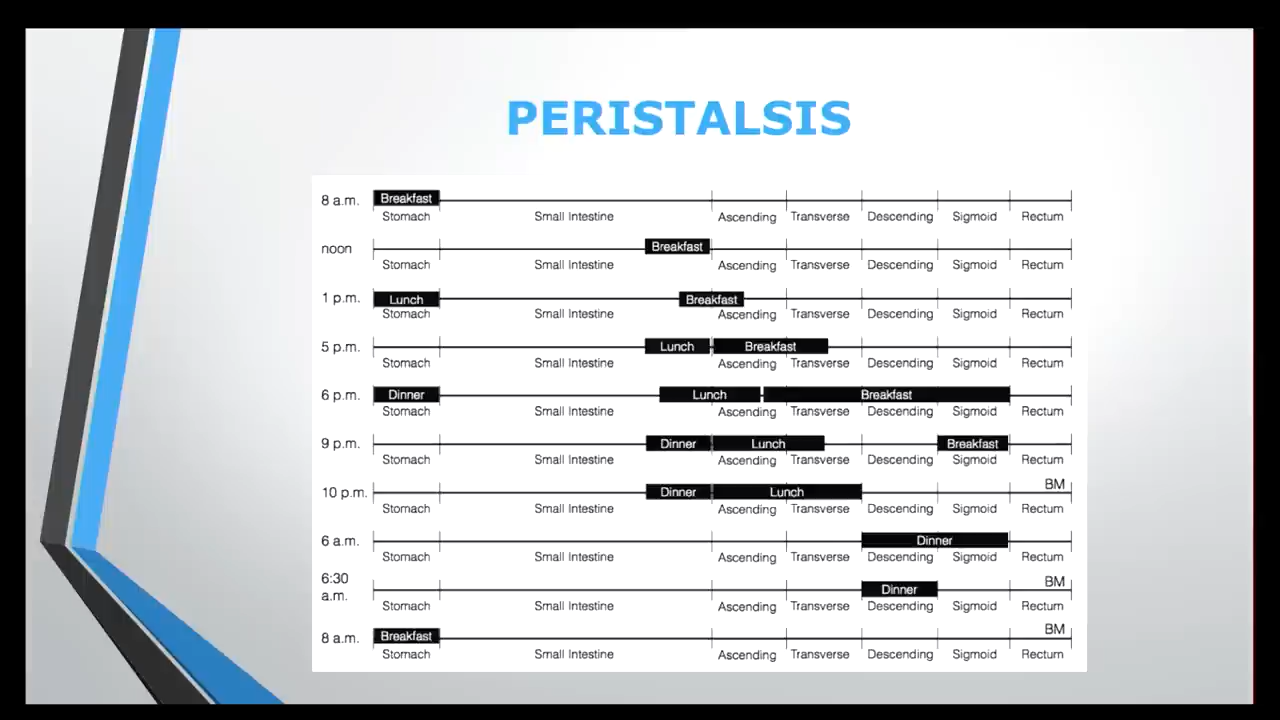 PERISTALSIS
8 a.m. Breakfast
Stomach Small Intestine Ascending Transverse Descending Sigmoid Rectum
noon Breakfast
Stomach Small Intestine Ascending Transverse Descending Sigmoid Rectum
1 p.m. Lunch Breakfast
Stomach Small Intestine Ascending Transverse Descending Sigmoid Rectum
5 p.m. Lunch Breakfast
Stomach Small Intestine Ascending Transverse Descending Sigmoid Rectum
6 p.m. Dinner Lunch Breakfast
Stomach Small Intestine Ascending Transverse Descending Sigmoid Rectum
9 p.m. Dinner Lunch Breakfast
Stomach Small Intestine Ascending Transverse Descending Sigmoid Rectum
10 p.m. Dinner Lunch BM
Stomach Small Intestine Ascending Transverse Descending Sigmoid Rectum
6 a.m. Dinner
Stomach Small Intestine Ascending Transverse Descending Sigmoid Rectum
6:30
a.m. Dinner BM
Stomach Small Intestine Ascending Transverse Descending Sigmoid Rectum
8 a.m. Breakfast BM
Stomach Small Intestine Ascending Transverse Descending Sigmoid Rectum